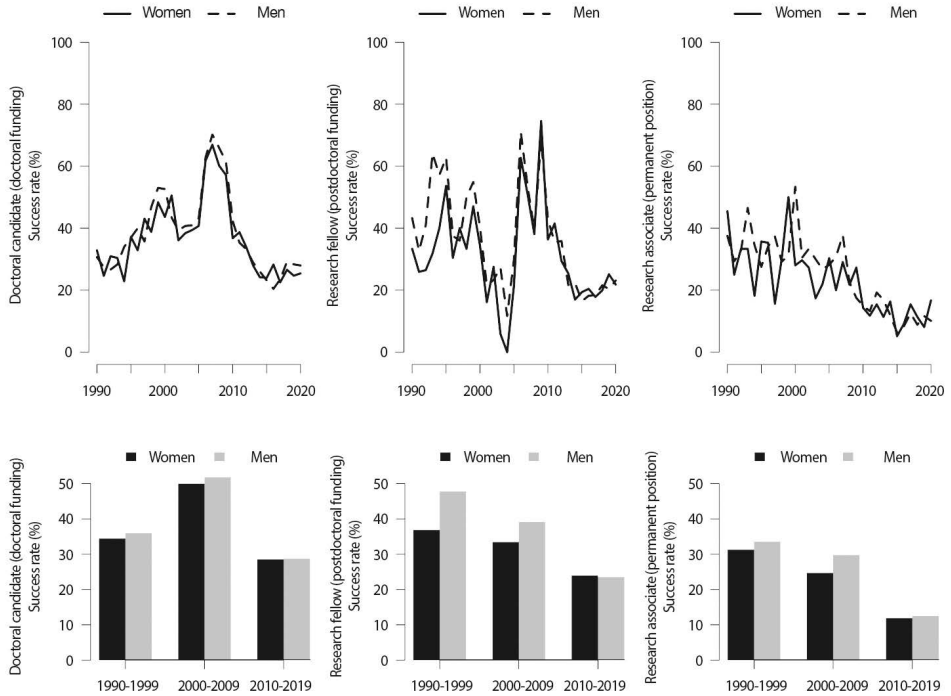 Women Men
Doctoral candidate (doctoral funding)
Success rate (%)
100
80
60
40
20
0
1990 2000 2010 2020
Women Men
Research fellow (postdoctoral funding)
Success rate (%)
100
80
60
40
20
0
1990 2000 2010 2020
Women Men
Research associate (permanent position)
Success rate (%)
100
80
60
40
20
0
1990 2000 2010 2020
Women Men
Doctoral candidate (doctoral funding)
Success rate (%)
50
40
30
20
10
0
1990-1999 2000-2009 2010-2019
Women Men
Research fellow (postdoctoral funding)
Success rate (%)
50
40
30
20
10
0
1990-1999 2000-2009 2010-2019
Women Men
Research associate (permanent position)
Success rate (%)
50
40
30
20
10
0
1990-1999 2000-2009 2010-2019